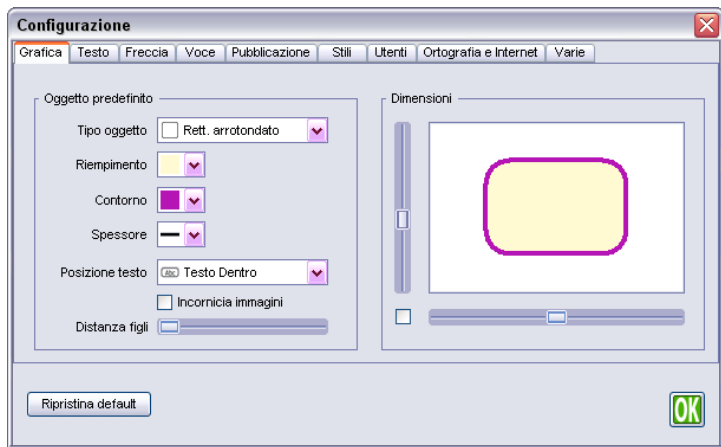 Configurazione
Grafica Testo Freccia Voce Pubblicazione Stili Utenti Ortografia e Internet Varie
Oggetto predefinito
Tipo oggetto Rett. arrotondato
Riempimento
Contorno
Spessore
Posizione testo Abc Testo Dentro
Incornicia immagini
Distanza figli
Dimensioni
Ripristina default
OK